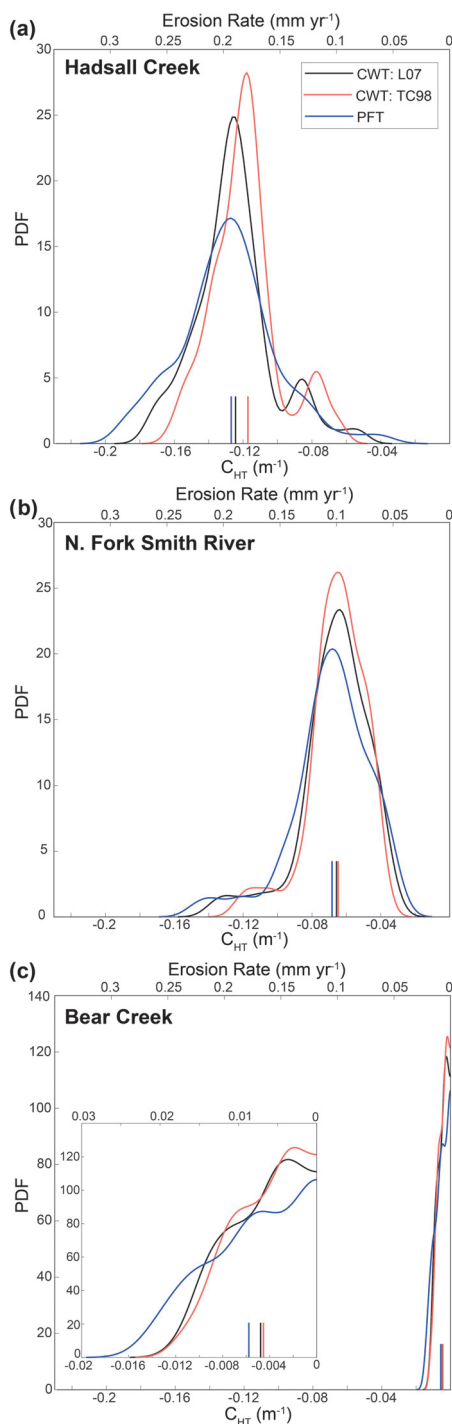 (a)
Erosion Rate (mm yr⁻¹)
0.3 0.25 0.2 0.15 0.1 0.05 0
Hadsall Creek
CWT: L07
CWT: TC98
PFT
30
25
20
15
10
5
0
PDF
-0.2 -0.16 -0.12 -0.08 -0.04
C_HT (m⁻¹)
(b)
Erosion Rate (mm yr⁻¹)
0.3 0.25 0.2 0.15 0.1 0.05 0
N. Fork Smith River
30
25
20
15
10
5
0
PDF
-0.2 -0.16 -0.12 -0.08 -0.04
C_HT (m⁻¹)
(c)
Erosion Rate (mm yr⁻¹)
0.3 0.25 0.2 0.15 0.1 0.05 0
Bear Creek
140
120
100
80
60
40
20
0
PDF
0.03 0.02 0.01 0
120
100
80
60
40
20
0
-0.02 -0.016 -0.012 -0.008 -0.004 0
-0.2 -0.16 -0.12 -0.08 -0.04
C_HT (m⁻¹)